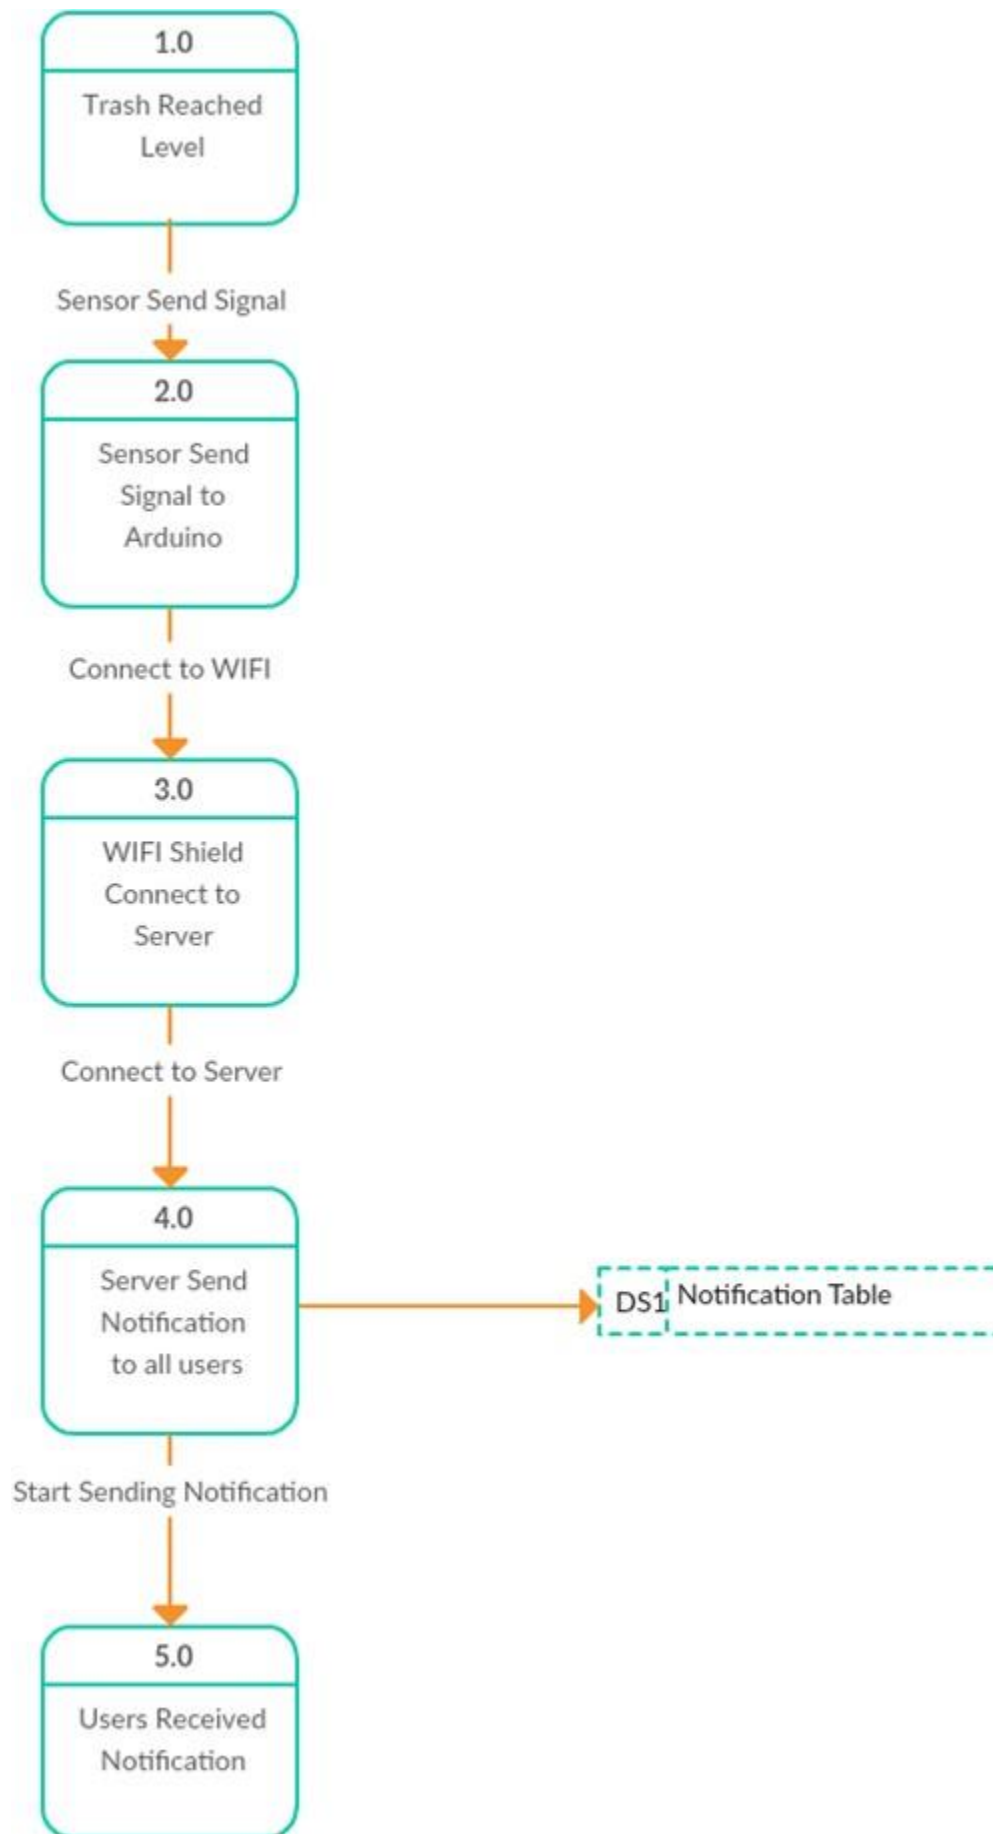 1.0
Trash Reached
Level
Sensor Send Signal
2.0
Sensor Send
Signal to
Arduino
Connect to WIFI
3.0
WIFI Shield
Connect to
Server
Connect to Server
4.0
Server Send
Notification
to all users
DS1 Notification Table
Start Sending Notification
5.0
Users Received
Notification